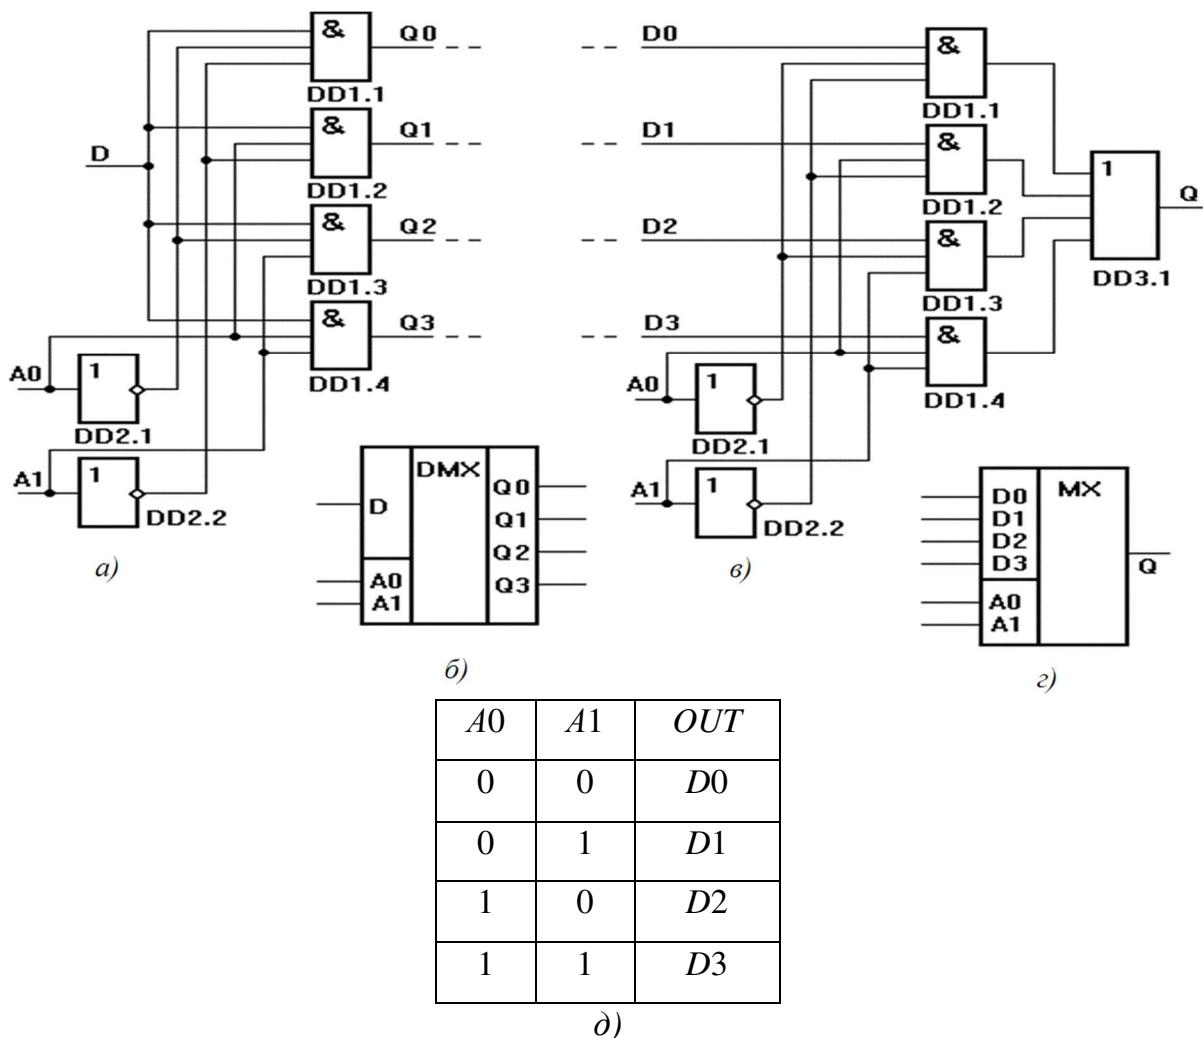 &
Q0
DD1.1
&
Q1
D
DD1.2
&
Q2
DD1.3
&
Q3
DD1.4
A0
1
DD2.1
A1
1
DD2.2
а)
DMX
D
A0
A1
Q0
Q1
Q2
Q3
б)
D0
&
DD1.1
D1
&
DD1.2
1
Q
DD3.1
D2
&
DD1.3
D3
&
DD1.4
A0
1
DD2.1
A1
1
DD2.2
в)
MX
D0
D1
D2
D3
A0
A1
Q
г)
A0 A1 OUT
0 0 D0
0 1 D1
1 0 D2
1 1 D3
д)